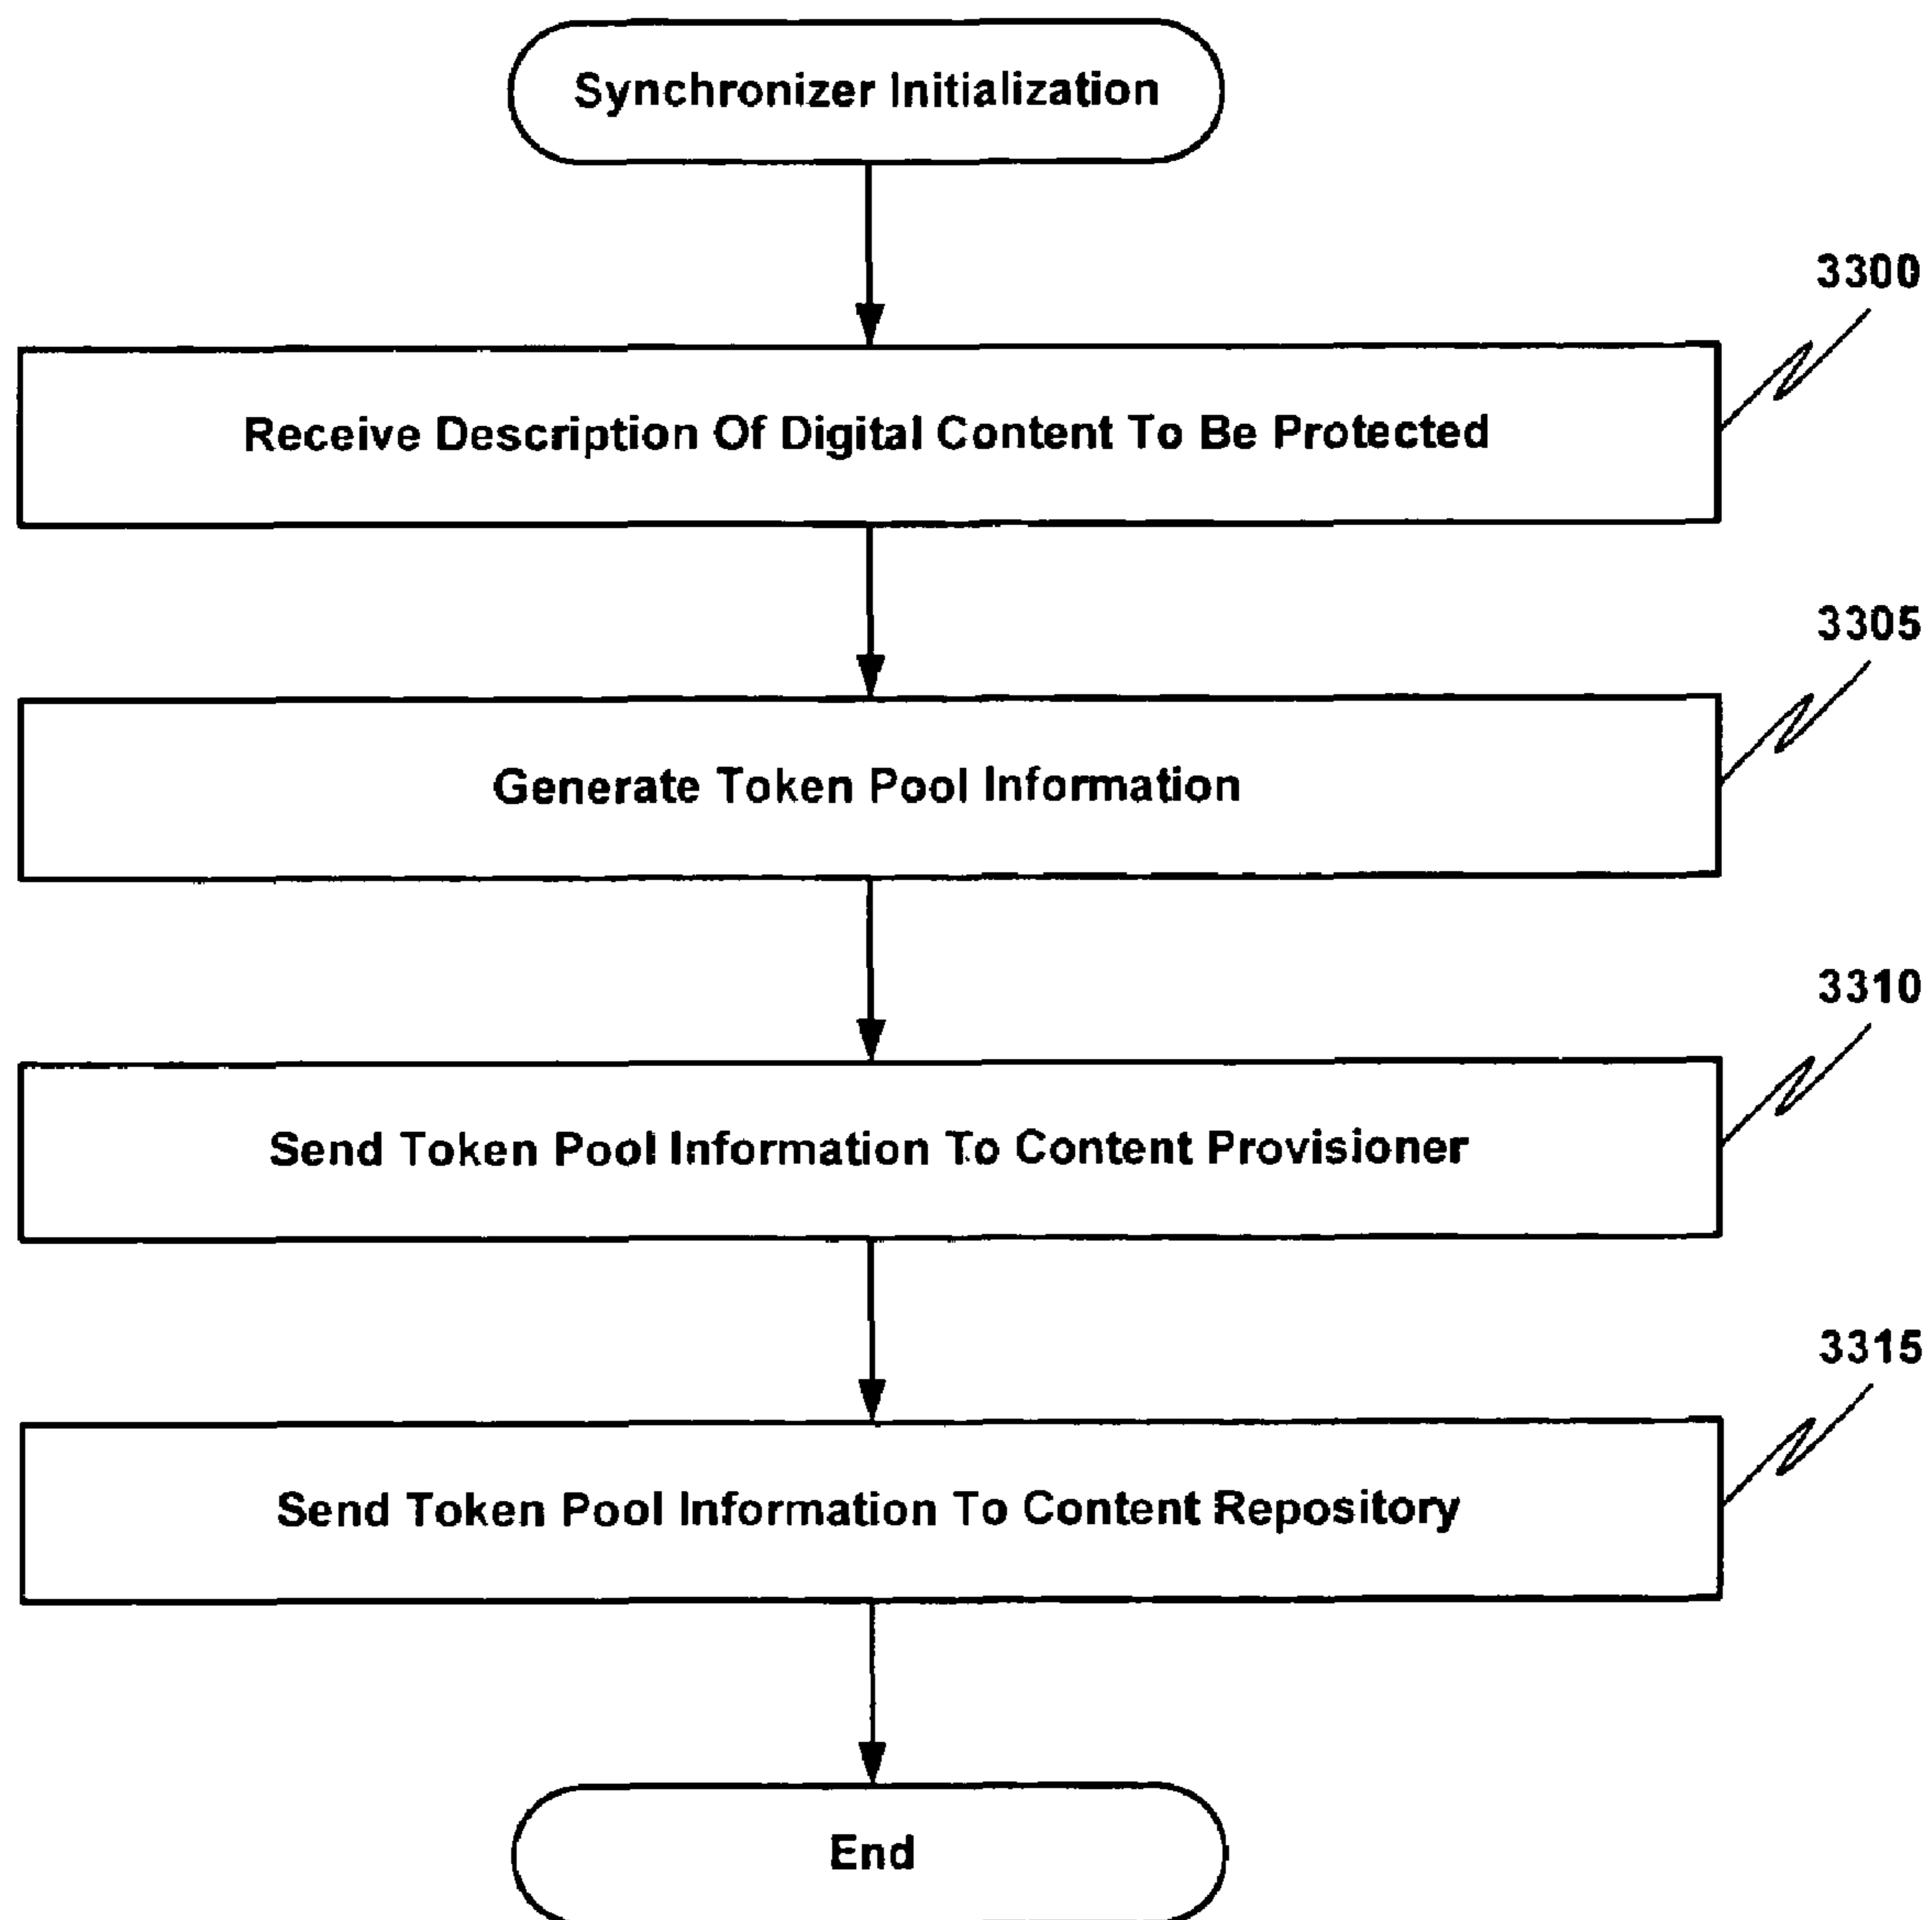 Synchronizer Initialization
3300
Receive Description Of Digital Content To Be Protected
3305
Generate Token Pool Information
3310
Send Token Pool Information To Content Provisioner
3315
Send Token Pool Information To Content Repository
End